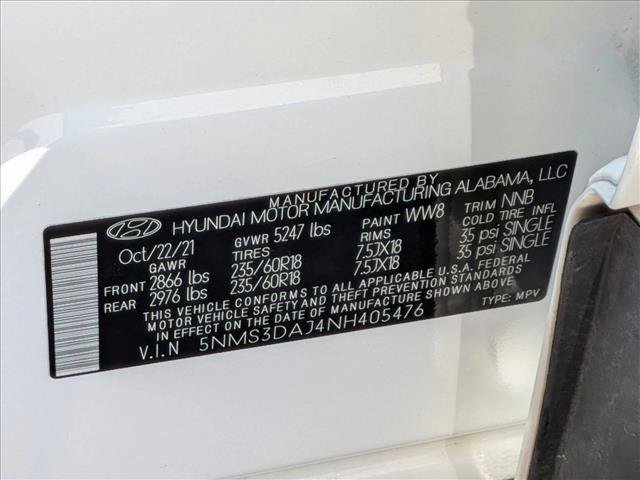 MANUFACTURED BY
HYUNDAI MOTOR MANUFACTURING ALABAMA, LLC
Oct/22/21 GVWR 5247 lbs PAINT WW8 TRIM NNB
GAWR TIRES RIMS COLD TIRE INFL
FRONT 2866 lbs 235/60R18 7.5JX18 35 psi SINGLE
REAR 2976 lbs 235/60R18 7.5JX18 35 psi SINGLE
THIS VEHICLE CONFORMS TO ALL APPLICABLE U.S.A. FEDERAL
MOTOR VEHICLE SAFETY AND THEFT PREVENTION STANDARDS
IN EFFECT ON THE DATE OF MANUFACTURE SHOWN ABOVE
V.I.N 5NMS3DAJ4NH405476 TYPE: MPV